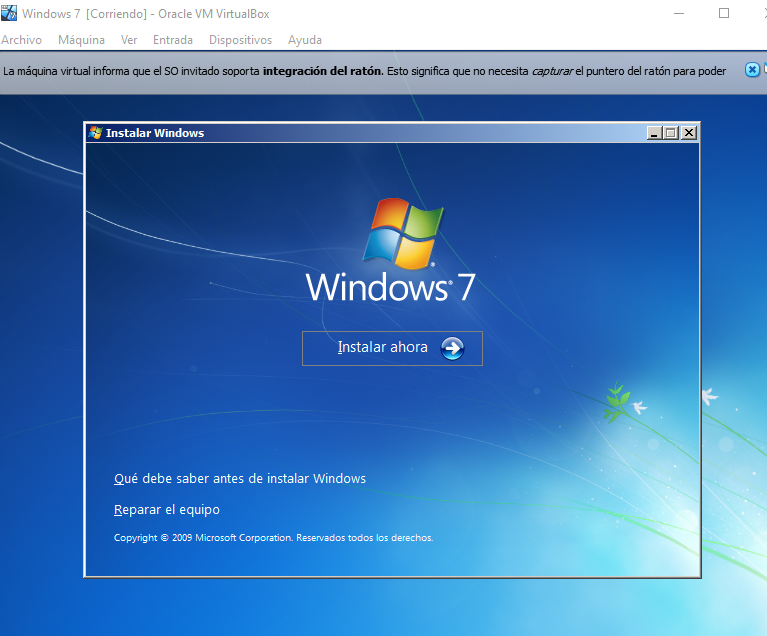 Windows 7 [Corriendo] - Oracle VM VirtualBox
Archivo Máquina Ver Entrada Dispositivos Ayuda
La máquina virtual informa que el SO invitado soporta integración del ratón. Esto significa que no necesita capturar el puntero del ratón para poder
Instalar Windows
Windows® 7
Instalar ahora
Qué debe saber antes de instalar Windows
Reparar el equipo
Copyright © 2009 Microsoft Corporation. Reservados todos los derechos.